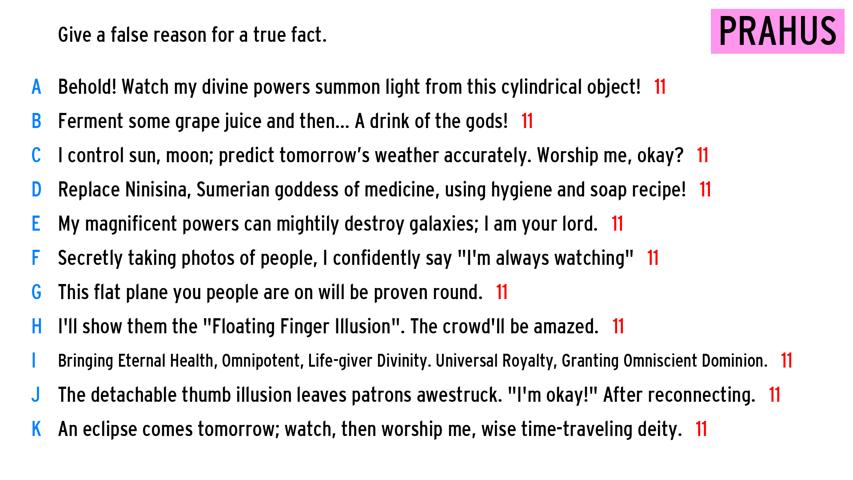 Give a false reason for a true fact.
PRAHUS
A Behold! Watch my divine powers summon light from this cylindrical object! 11
B Ferment some grape juice and then... A drink of the gods! 11
C I control sun, moon; predict tomorrow's weather accurately. Worship me, okay? 11
D Replace Ninisina, Sumerian goddess of medicine, using hygiene and soap recipe! 11
E My magnificent powers can mightily destroy galaxies; I am your lord. 11
F Secretly taking photos of people, I confidently say "I'm always watching" 11
G This flat plane you people are on will be proven round. 11
H I'll show them the "Floating Finger Illusion". The crowd'll be amazed. 11
I Bringing Eternal Health, Omnipotent, Life-giver Divinity. Universal Royalty, Granting Omniscient Dominion. 11
J The detachable thumb illusion leaves patrons awestruck. "I'm okay!" After reconnecting. 11
K An eclipse comes tomorrow; watch, then worship me, wise time-traveling deity. 11